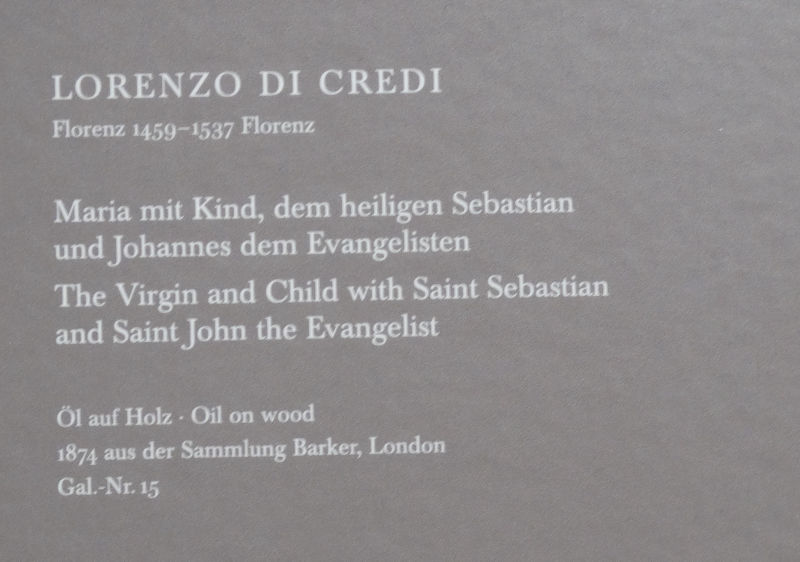 LORENZO DI CREDI
Florenz 1459–1537 Florenz
Maria mit Kind, dem heiligen Sebastian
und Johannes dem Evangelisten
The Virgin and Child with Saint Sebastian
and Saint John the Evangelist
Öl auf Holz · Oil on wood
1874 aus der Sammlung Barker, London
Gal.-Nr. 15